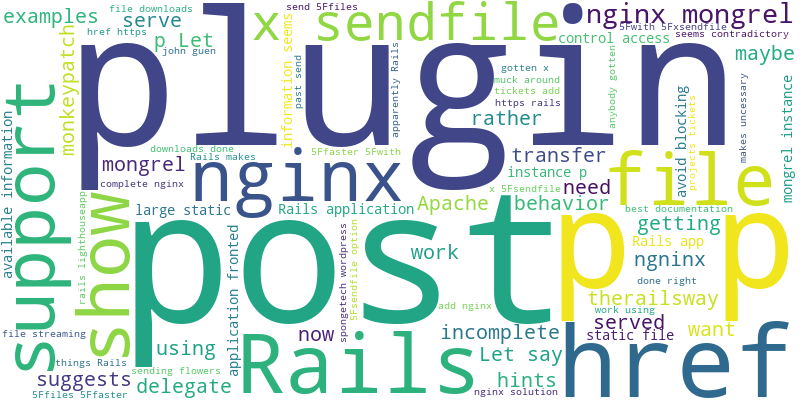 file downloads
send 5Ffiles
examples
serve
x sendfile
nginx mongrel
5Fwith 5Fxsendfile
seems contradictory
href https
p Let
john guen
control access
monkeypatch
information seems
past send
apparently Rails
maybe
plugin
gotten x
muck around
tickets add
https rails
anybody gotten
rather
avoid blocking
projects tickets
makes uncessary
available information
support
downloads done
Rails makes
5Ffaster 5Fwith
mongrel
complete nginx
nginx
transfer
instance p
need
x 5Fsendfile
file
mongrel instance
show
large static
Rails application
Apache
behavior
best documentation
post
p p
getting
Rails app
work
ngninx
done right
rails lighthouseapp
application fronted
spongetech wordpress
5Fsendfile option
add nginx
therailsway
work using
file streaming
now
incomplete
served
static file
want
using
Rails
Let say
href
things Rails
suggests
sending flowers
delegate
hints
nginx solution
5Ffiles 5Ffaster